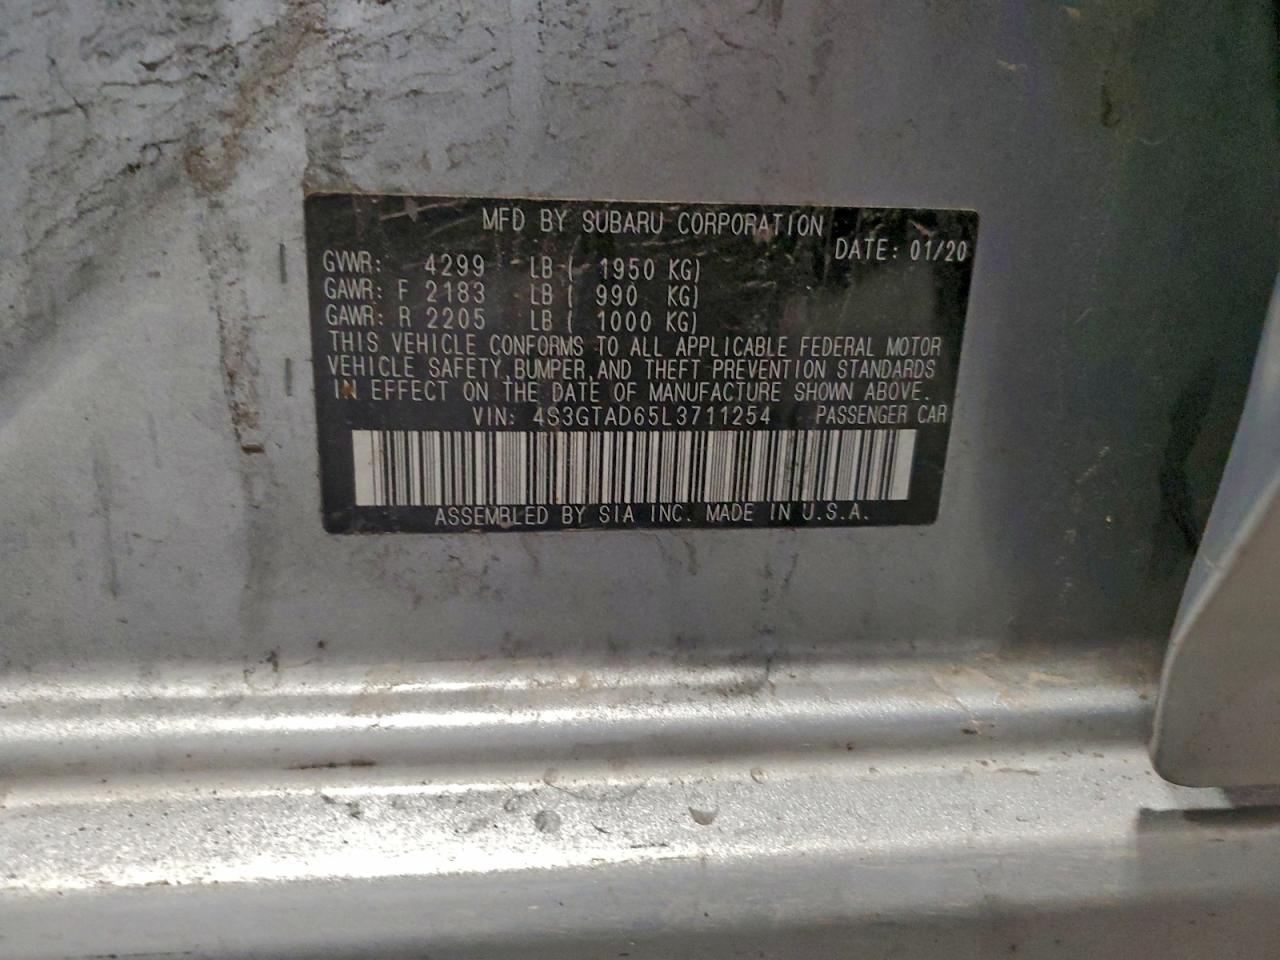 MFD BY SUBARU CORPORATION
DATE: 01/20
GVWR: 4299 LB ( 1950 KG)
GAWR: F 2183 LB ( 990 KG)
GAWR: R 2205 LB ( 1000 KG)
THIS VEHICLE CONFORMS TO ALL APPLICABLE FEDERAL MOTOR
VEHICLE SAFETY, BUMPER, AND THEFT PREVENTION STANDARDS
IN EFFECT ON THE DATE OF MANUFACTURE SHOWN ABOVE.
VIN: 4S3GTAD65L3711254 PASSENGER CAR
ASSEMBLED BY SIA INC. MADE IN U.S.A.